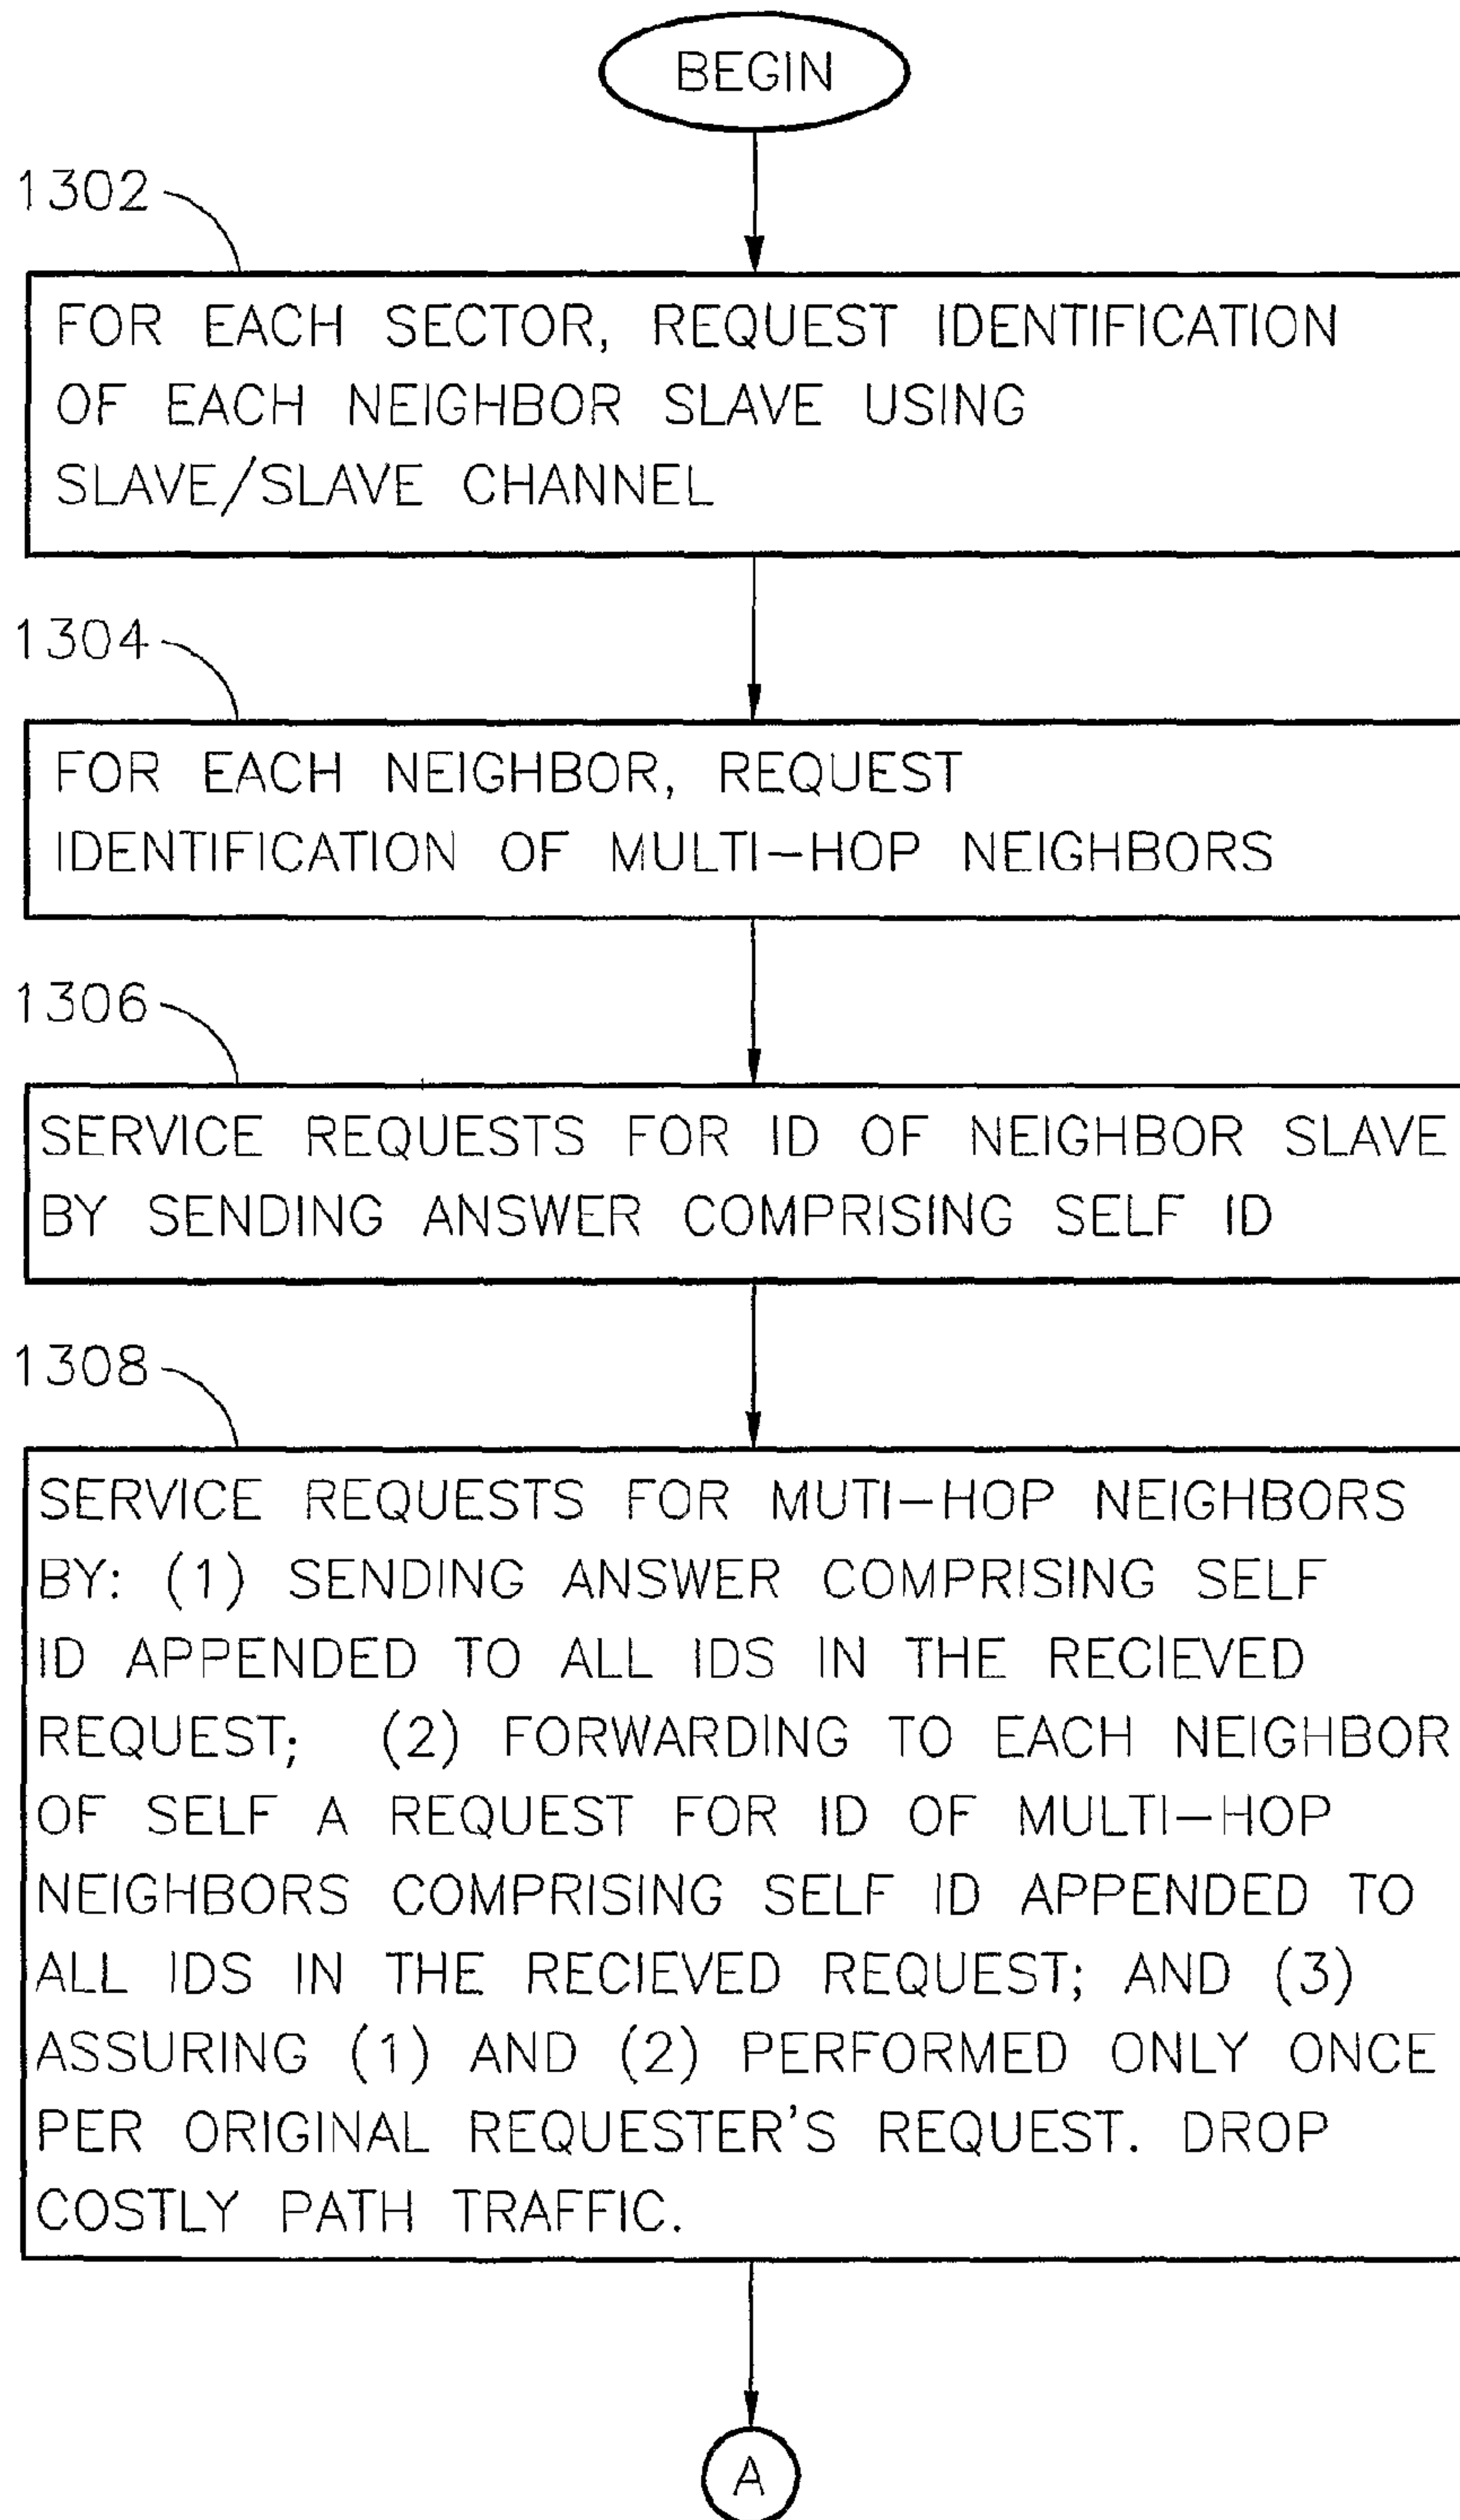 BEGIN
1302
FOR EACH SECTOR, REQUEST IDENTIFICATION
OF EACH NEIGHBOR SLAVE USING
SLAVE/SLAVE CHANNEL
1304
FOR EACH NEIGHBOR, REQUEST
IDENTIFICATION OF MULTI-HOP NEIGHBORS
1306
SERVICE REQUESTS FOR ID OF NEIGHBOR SLAVE
BY SENDING ANSWER COMPRISING SELF ID
1308
SERVICE REQUESTS FOR MUTI-HOP NEIGHBORS
BY: (1) SENDING ANSWER COMPRISING SELF
ID APPENDED TO ALL IDS IN THE RECIEVED
REQUEST; (2) FORWARDING TO EACH NEIGHBOR
OF SELF A REQUEST FOR ID OF MULTI-HOP
NEIGHBORS COMPRISING SELF ID APPENDED TO
ALL IDS IN THE RECIEVED REQUEST; AND (3)
ASSURING (1) AND (2) PERFORMED ONLY ONCE
PER ORIGINAL REQUESTER'S REQUEST. DROP
COSTLY PATH TRAFFIC.
A